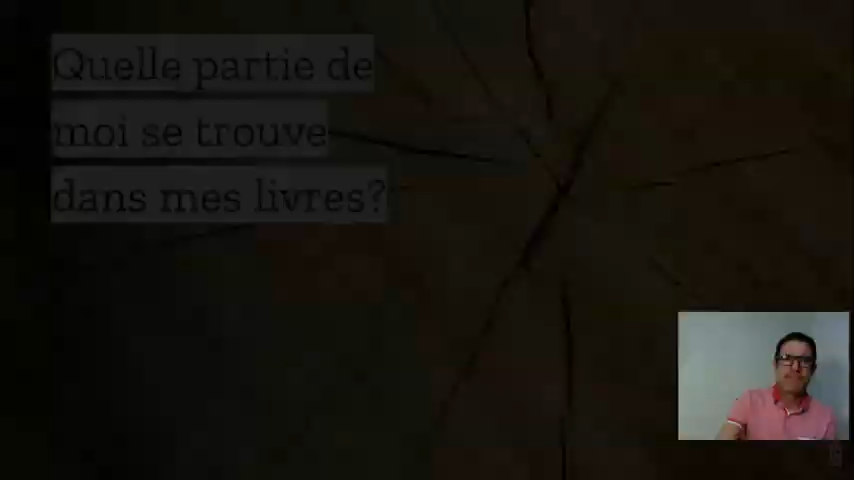 Quelle partie de
moi se trouve
dans mes livres?